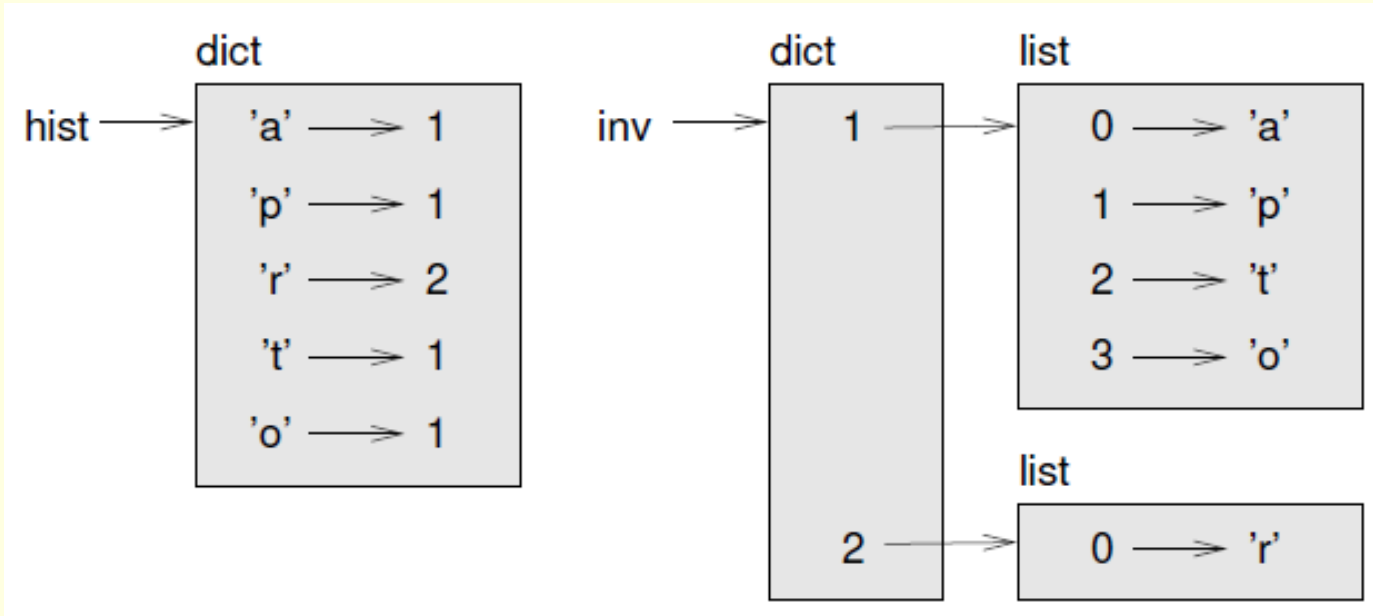 dict
hist
’a’ 1
’p’ 1
’r’ 2
’t’ 1
’o’ 1
dict
inv
1
2
list
0 ’a’
1 ’p’
2 ’t’
3 ’o’
list
0 ’r’